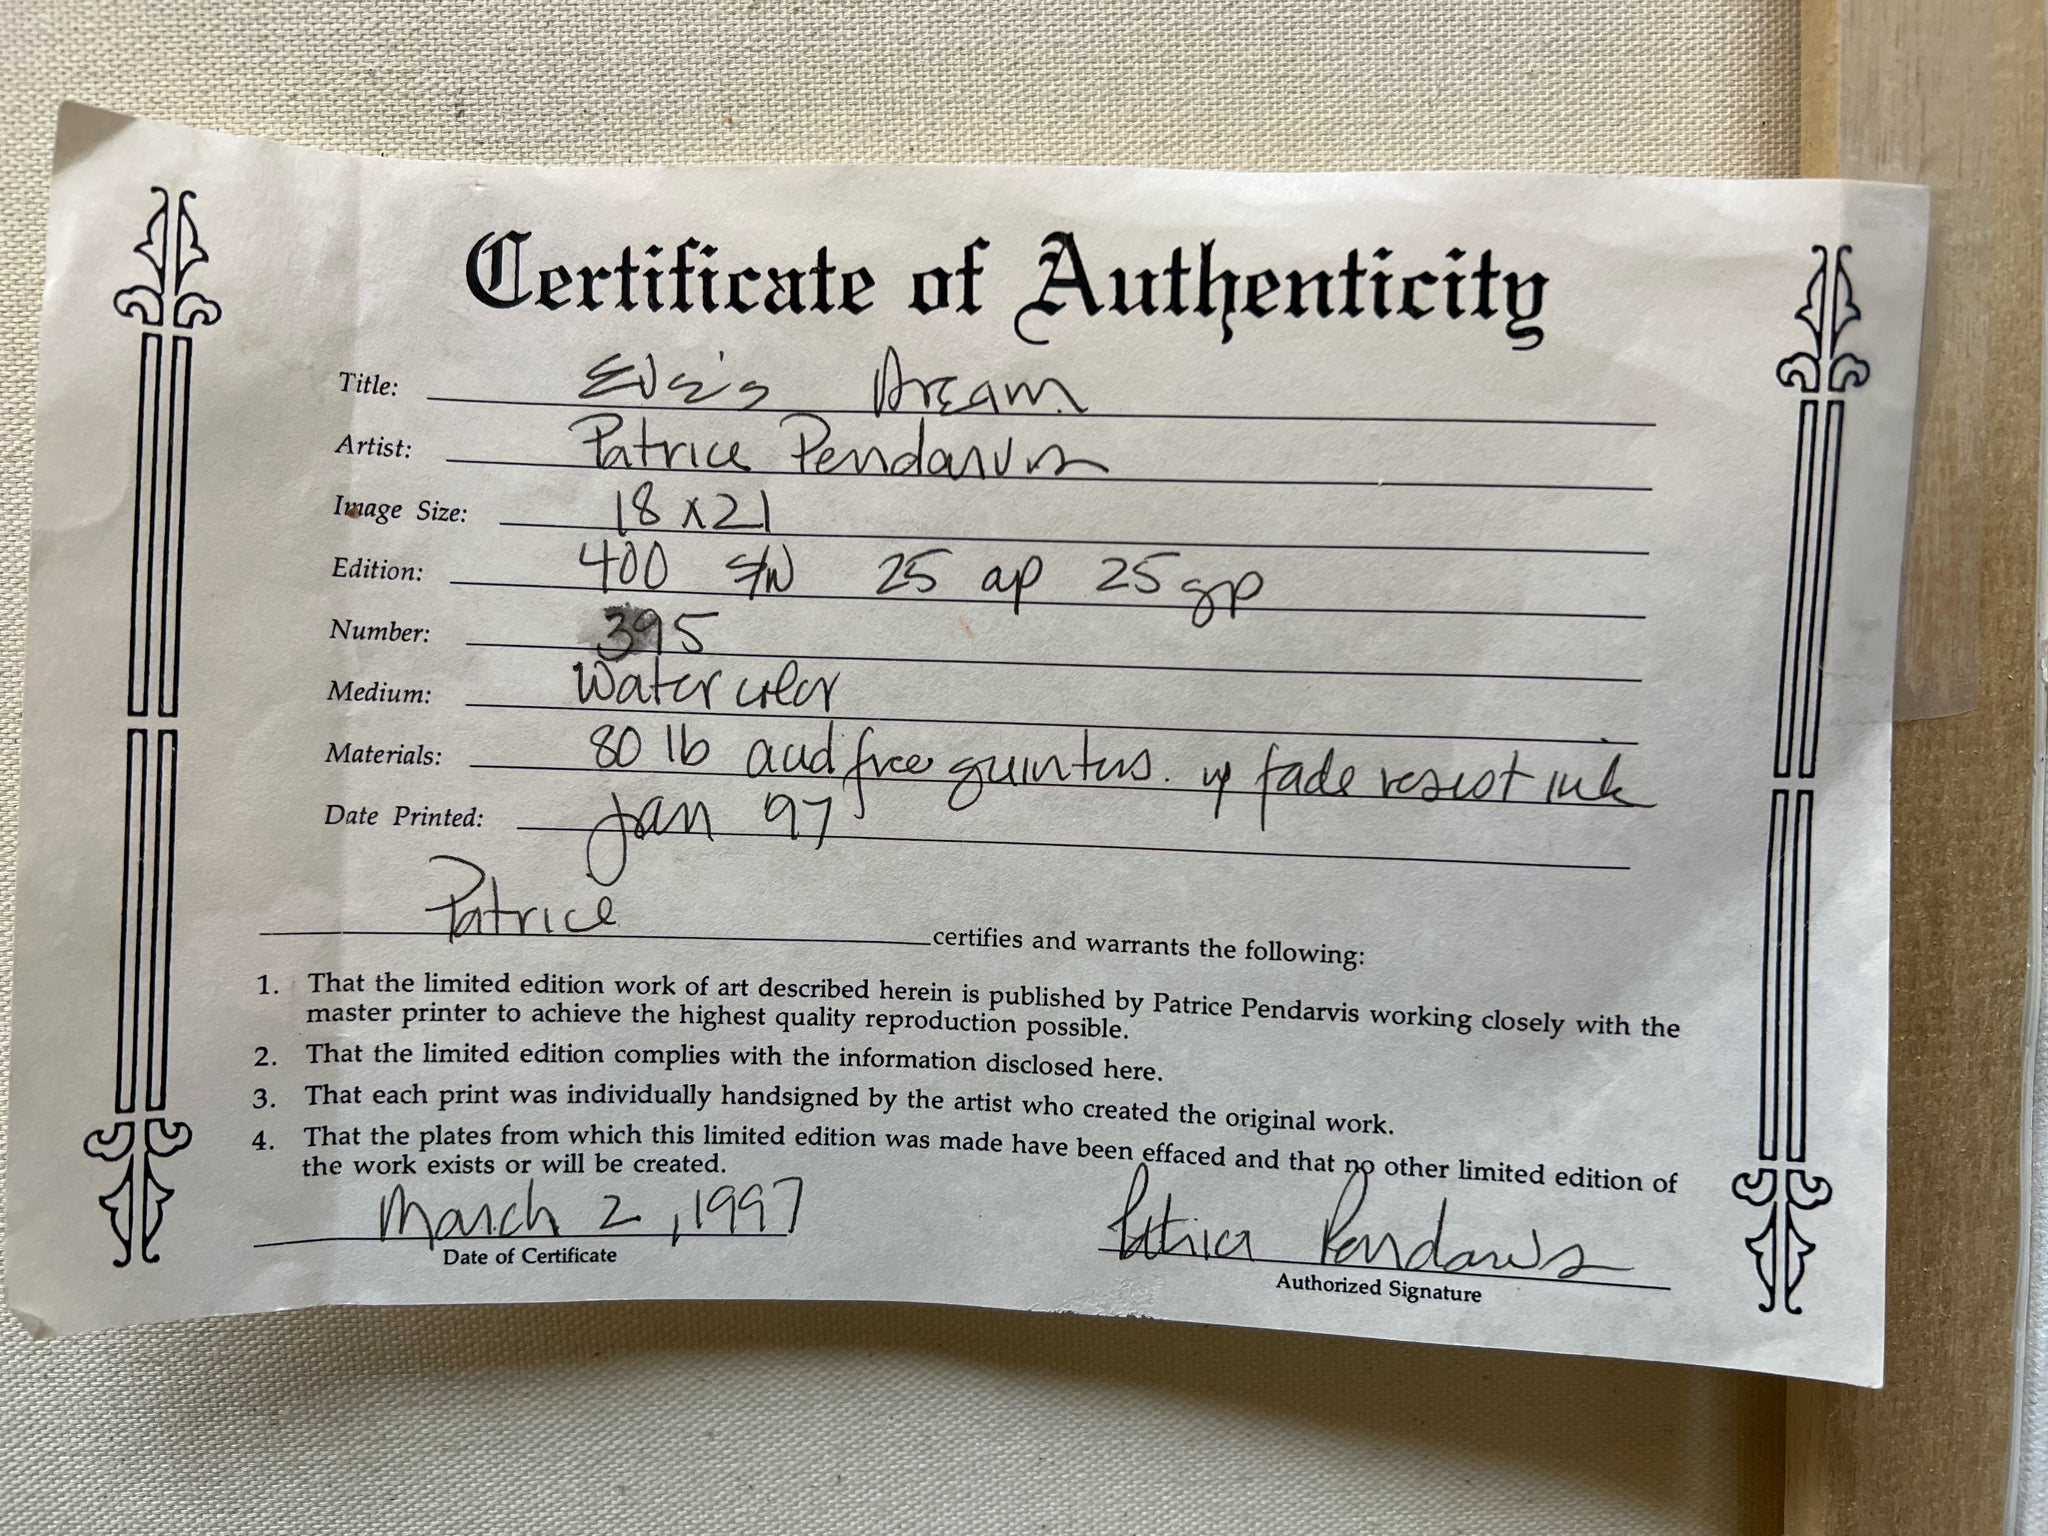 Certificate of Authenticity
Title: Eve's Dream
Artist: Patrice Pendarvis
Image Size: 18 x 21
Edition: 400 S/N 25 ap 25 gp
Number: 395
Medium: Watercolor
Materials: 80 lb acid free w/ fade resist ink
Date Printed: Jan 97
Patrice certifies and warrants the following:
1. That the limited edition work of art described herein is published by Patrice Pendarvis working closely with the
master printer to achieve the highest quality reproduction possible.
2. That the limited edition complies with the information disclosed here.
3. That each print was individually handsigned by the artist who created the original work.
4. That the plates from which this limited edition was made have been effaced and that no other limited edition of
the work exists or will be created.
March 2, 1997 Patrice Pendarvis
Date of Certificate Authorized Signature